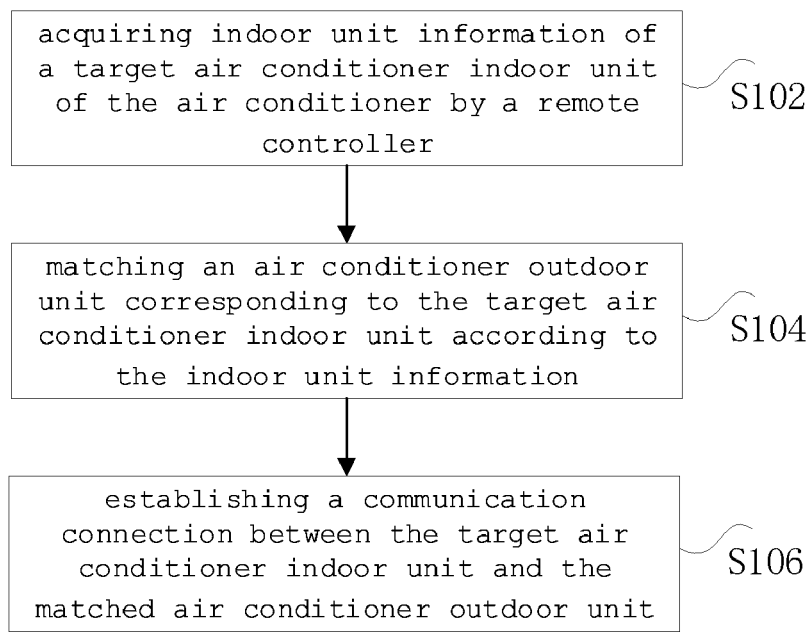 acquiring indoor unit information of
a target air conditioner indoor unit
of the air conditioner by a remote
controller
S102
matching an air conditioner outdoor
unit corresponding to the target air
conditioner indoor unit according to
the indoor unit information
S104
establishing a communication
connection between the target air
conditioner indoor unit and the
matched air conditioner outdoor unit
S106